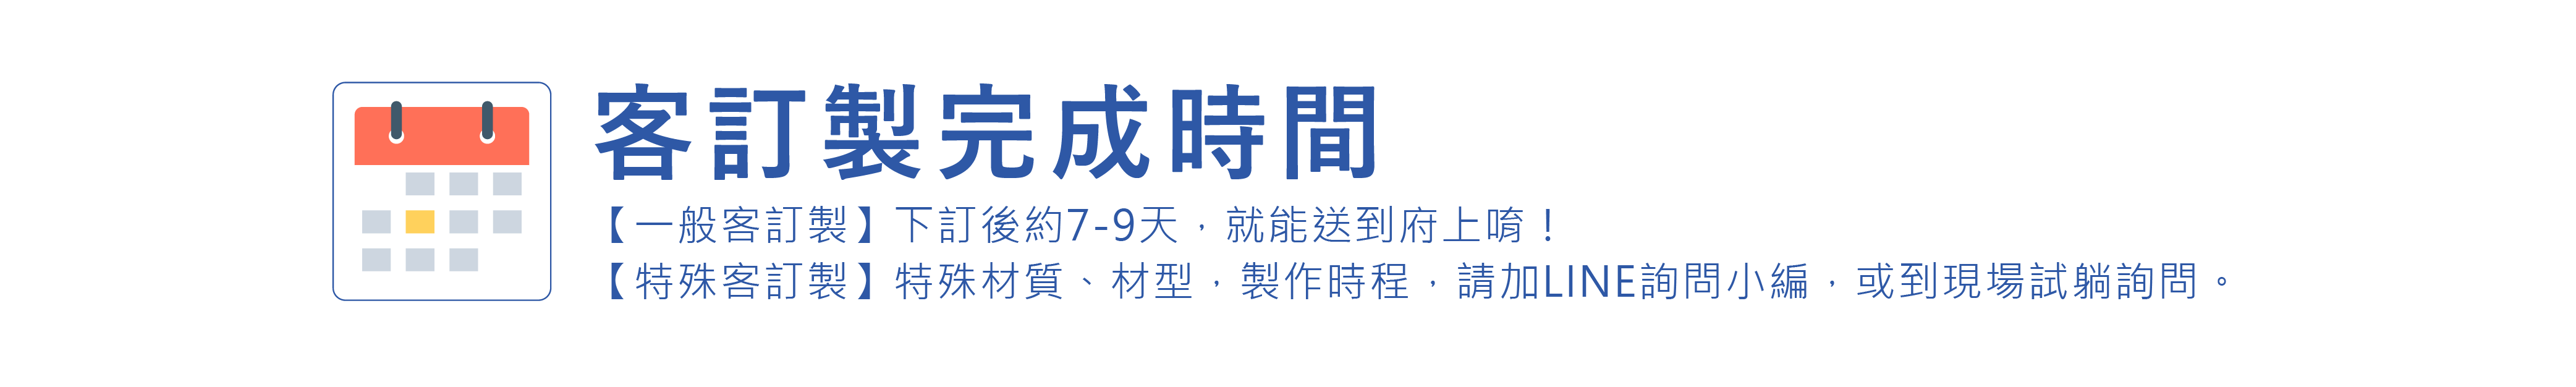 客訂製完成時間
【一般客訂製】下訂後約7-9天，就能送到府上唷！
【特殊客訂製】特殊材質、材型，製作時程，請加LINE詢問小編，或到現場試躺詢問。